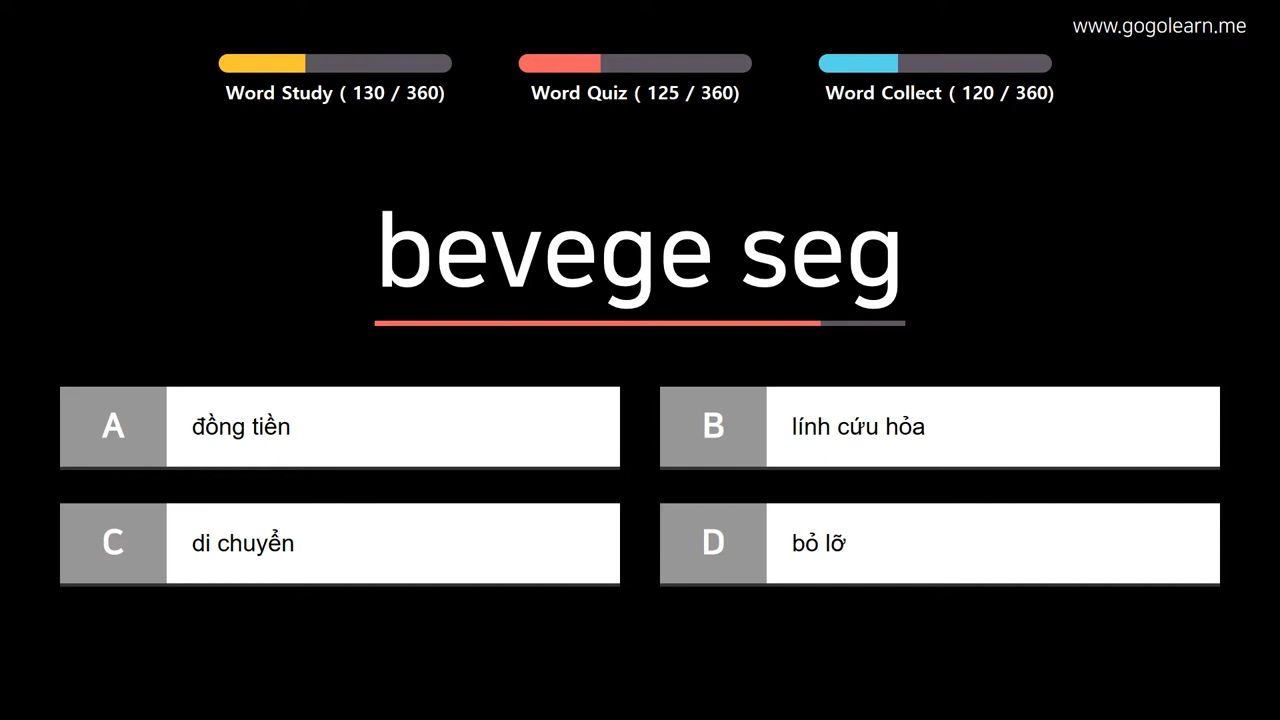 www.gogolearn.me
Word Study ( 130 / 360)
Word Quiz ( 125 / 360)
Word Collect ( 120 / 360)
bevege seg
A đồng tiền
B lính cứu hỏa
C di chuyển
D bỏ lỡ